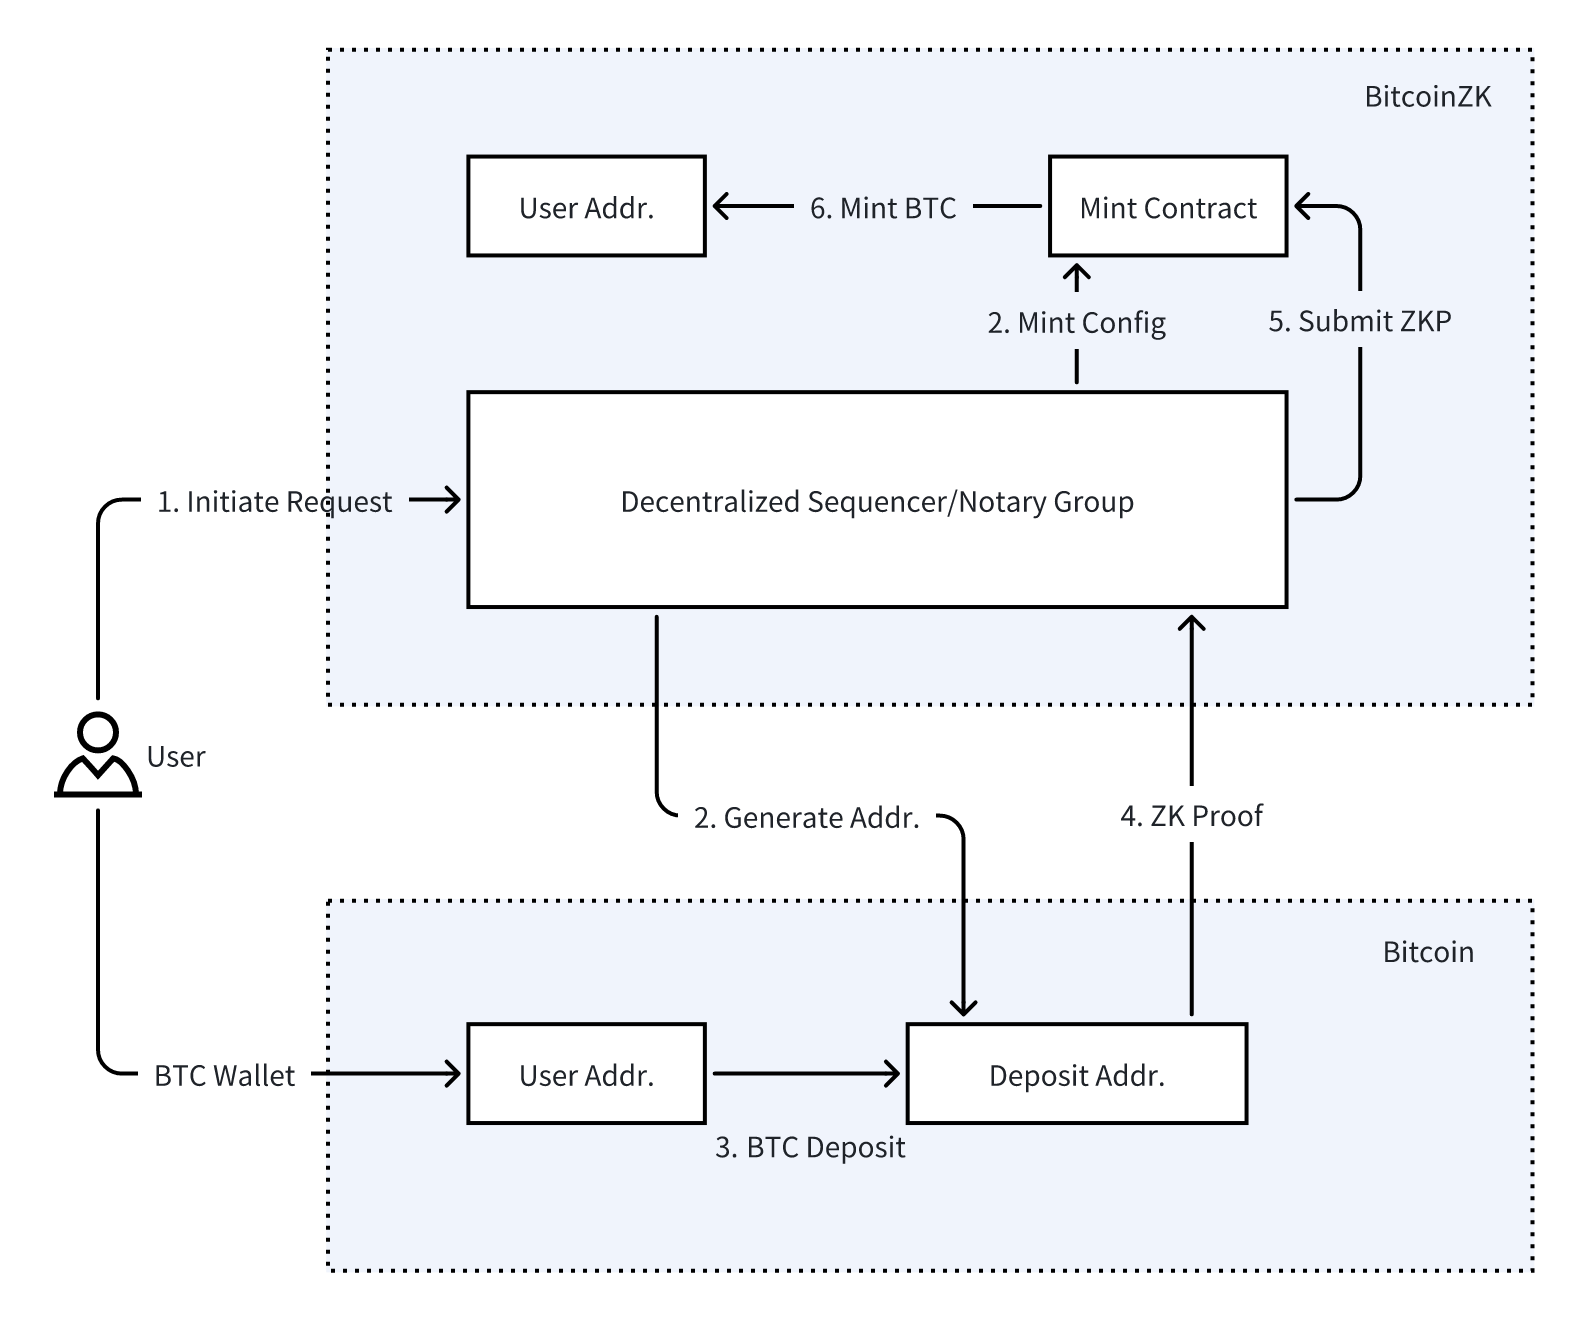 BitcoinZK
User Addr.
6. Mint BTC
Mint Contract
2. Mint Config
5. Submit ZKP
1. Initiate Request
Decentralized Sequencer/Notary Group
User
2. Generate Addr.
4. ZK Proof
Bitcoin
BTC Wallet
User Addr.
Deposit Addr.
3. BTC Deposit